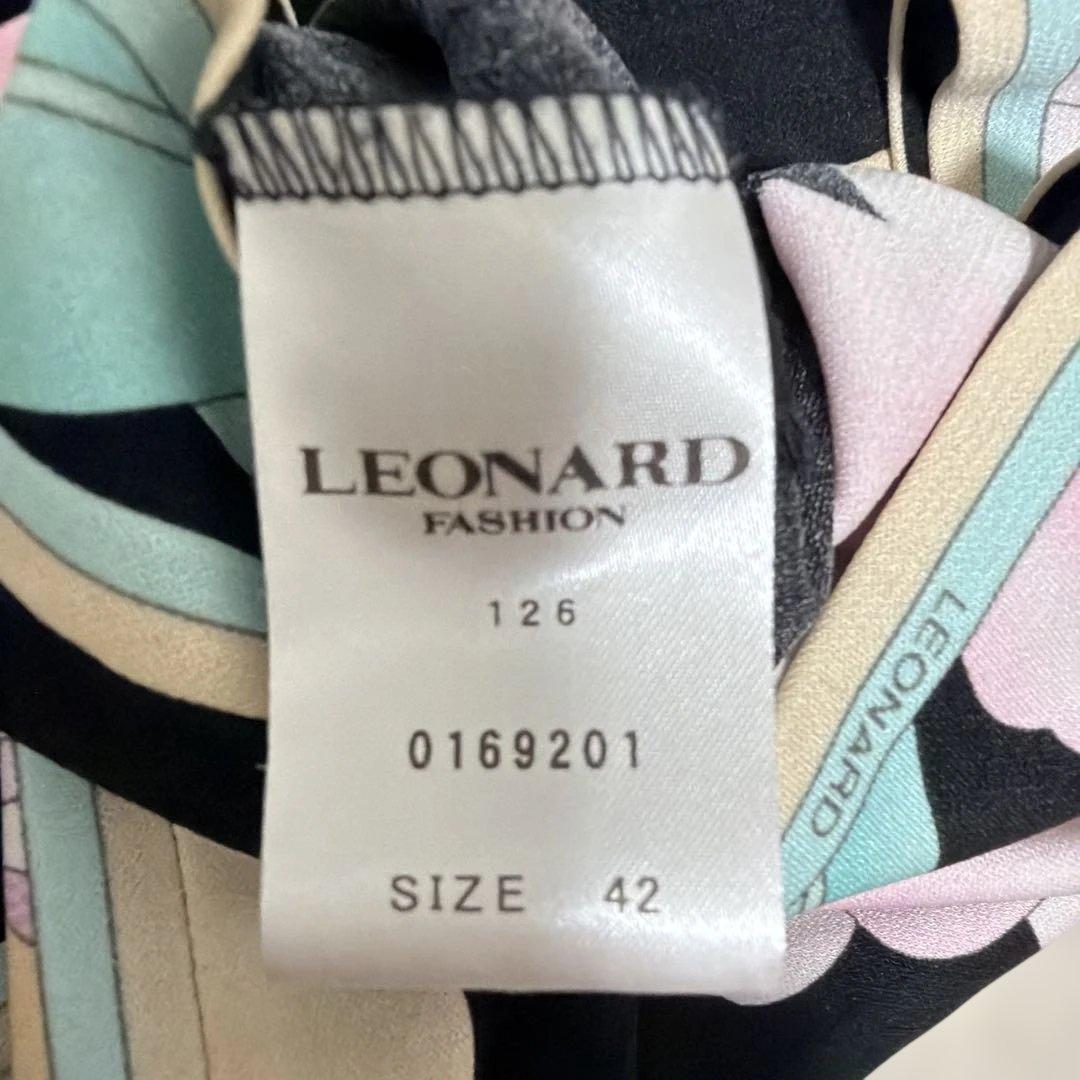 LEONARD
FASHION
126
0169201
SIZE 42
LEONARD